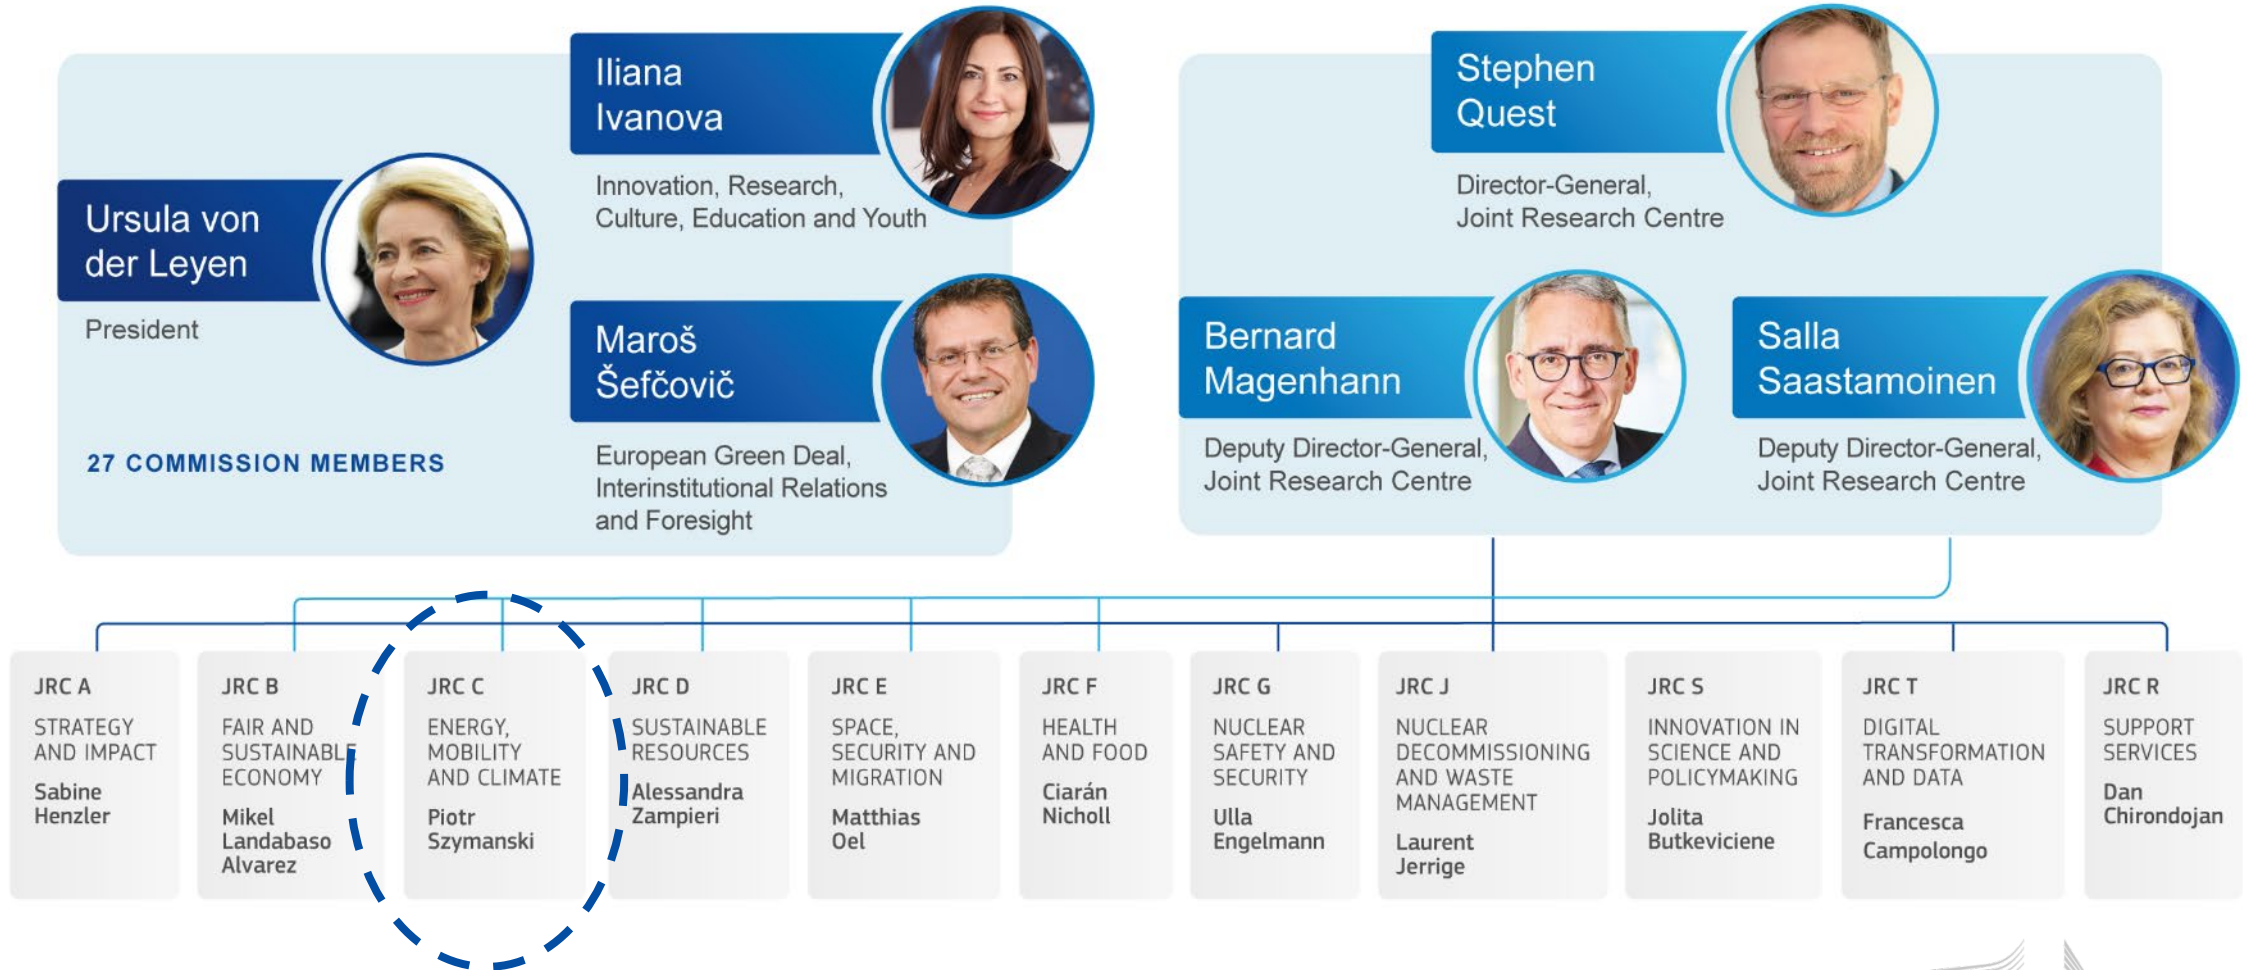 Ursula von
der Leyen
President
27 COMMISSION MEMBERS
Iliana
Ivanova
Innovation, Research,
Culture, Education and Youth
Maroš
Šefčovič
European Green Deal,
Interinstitutional Relations
and Foresight
Stephen
Quest
Director-General,
Joint Research Centre
Bernard
Magenhann
Deputy Director-General,
Joint Research Centre
Salla
Saastamoinen
Deputy Director-General,
Joint Research Centre
JRC A
STRATEGY
AND IMPACT
Sabine
Henzler
JRC B
FAIR AND
SUSTAINABLE
ECONOMY
Mikel
Landabaso
Alvarez
JRC C
ENERGY,
MOBILITY
AND CLIMATE
Piotr
Szymanski
JRC D
SUSTAINABLE
RESOURCES
Alessandra
Zampieri
JRC E
SPACE,
SECURITY AND
MIGRATION
Matthias
Oel
JRC F
HEALTH
AND FOOD
Ciarán
Nicholl
JRC G
NUCLEAR
SAFETY AND
SECURITY
Ulla
Engelmann
JRC J
NUCLEAR
DECOMMISSIONING
AND WASTE
MANAGEMENT
Laurent
Jerrige
JRC S
INNOVATION IN
SCIENCE AND
POLICYMAKING
Jolita
Butkeviciene
JRC T
DIGITAL
TRANSFORMATION
AND DATA
Francesca
Campolongo
JRC R
SUPPORT
SERVICES
Dan
Chirondojan